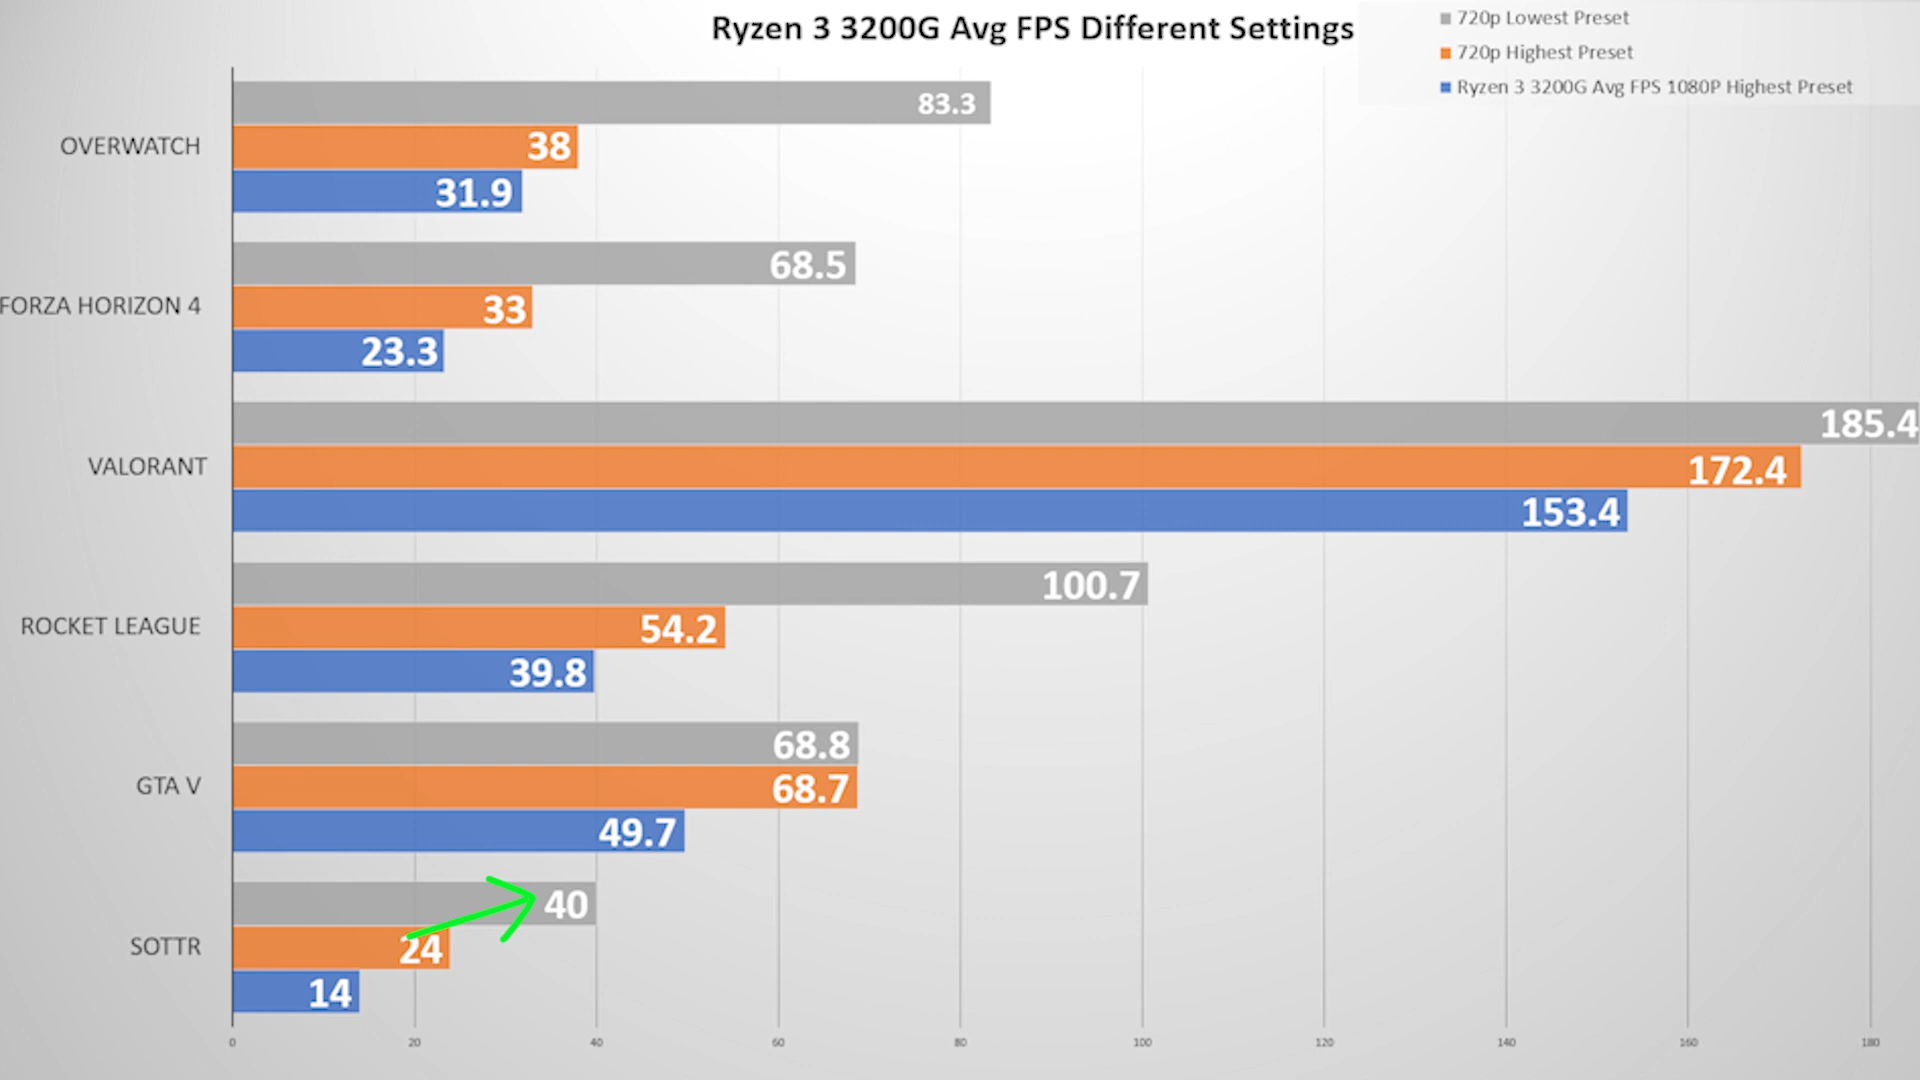 Ryzen 3 3200G Avg FPS Different Settings
720p Lowest Preset
720p Highest Preset
Ryzen 3 3200G Avg FPS 1080P Highest Preset
83.3
OVERWATCH
38
31.9
68.5
FORZA HORIZON 4
33
23.3
185.4
VALORANT
172.4
153.4
100.7
ROCKET LEAGUE
54.2
39.8
68.8
GTA V
68.7
49.7
40
SOTTR
24
14
0 20 40 60 80 100 120 140 160 180